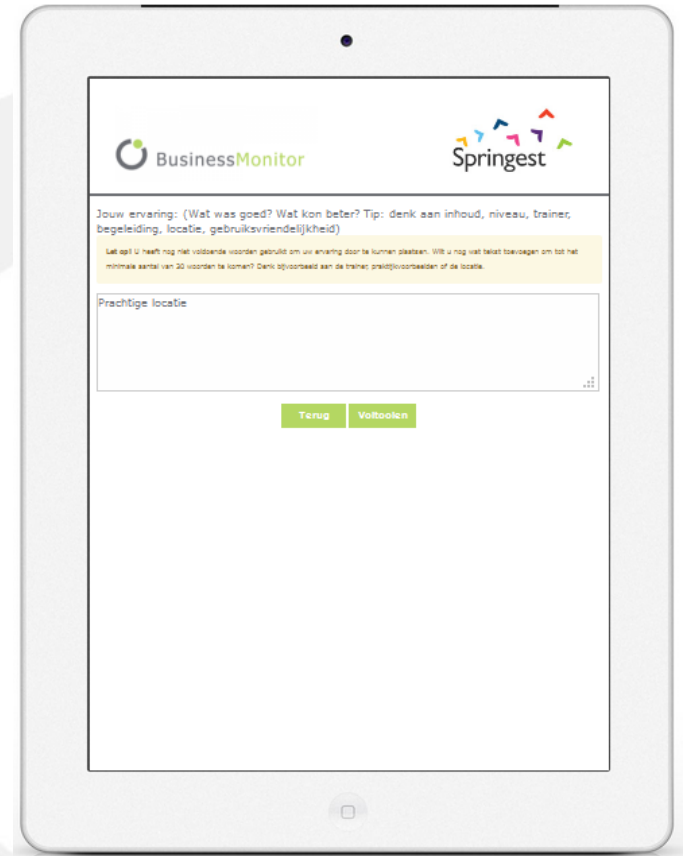 BusinessMonitor
Springest
Jouw ervaring: (Wat was goed? Wat kon beter? Tip: denk aan inhoud, niveau, trainer,
begeleiding, locatie, gebruiksvriendelijkheid)
Let op! U heeft nog niet voldoende woorden gebruikt om uw ervaring door te kunnen plaatsen. Wilt u nog wat tekst toevoegen om tot het
minimale aantal van 30 woorden te komen? Denk bijvoorbeeld aan de trainer, praktijkvoorbeelden of de locatie.
Prachtige locatie
Terug Voltooien